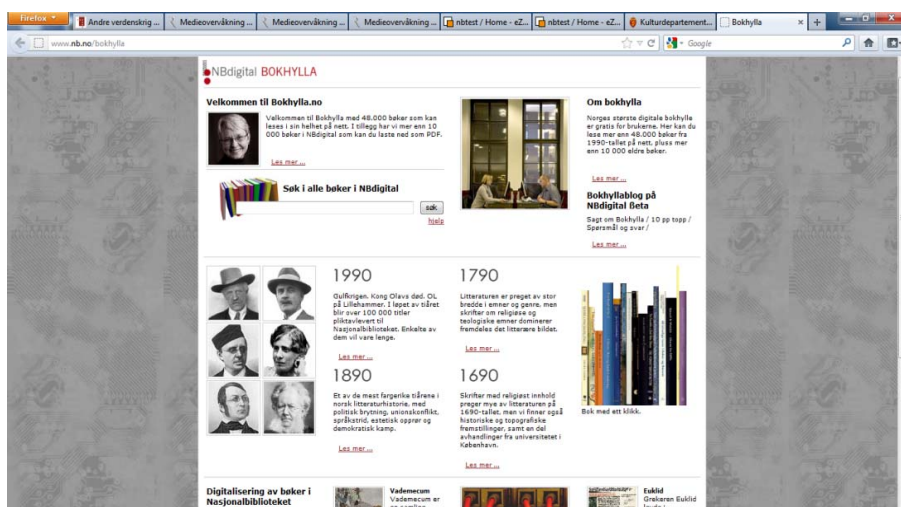 Firefox
Andre verdenskrig ...
Medieovervåkning ...
Medieovervåkning ...
Medieovervåkning ...
nbtest / Home - eZ...
nbtest / Home - eZ...
Kulturdepartement...
Bokhylla
www.nb.no/bokhylla
Google
NBdigital BOKHYLLA
Velkommen til Bokhylla.no
Velkommen til Bokhylla med 48.000 bøker som kan
leses i sin helhet på nett. I tillegg har vi mer enn 10
000 bøker i NBdigital som kan du laste ned som PDF.
Les mer ...
Søk i alle bøker i NBdigital
søk
hjelp
Om bokhylla
Norges største digitale bokhylle
er gratis for brukerne. Her kan du
lese mer enn 48.000 bøker fra
1990-tallet på nett, pluss mer
enn 10 000 eldre bøker.
Les mer ...
Bokhyllablog på
NBdigital Beta
Sagt om Bokhylla / 10 pp topp /
Spørsmål og svar /
Les mer ...
1990
Gulfkrigen. Kong Olavs død. OL
på Lillehammer. I løpet av tiåret
blir over 100 000 titler
pliktavlevert til
Nasjonalbiblioteket. Enkelte av
dem vil vare lenge.
Les mer ...
1790
Litteraturen er preget av stor
bredde i emner og genre, men
skrifter om religiøse og
teologiske emner dominerer
fremdeles det litterære bildet.
Les mer ...
1890
Et av de mest fargerike tiårene i
norsk litteraturhistorie, med
politisk brytning, unionskonflikt,
språkstrid, estetisk opprør og
demokratisk kamp.
Les mer ...
1690
Skrifter med religiøst innhold
preger mye av litteraturen på
1690-tallet, men vi finner også
historiske og topografiske
fremstillinger, samt en del
avhandlinger fra universitetet i
København.
Les mer ...
Bok med ett klikk.
Digitalisering av bøker i
Nasjonalbiblioteket
Vademecum
Vademecum er
Euklid
Grekeren Euklid